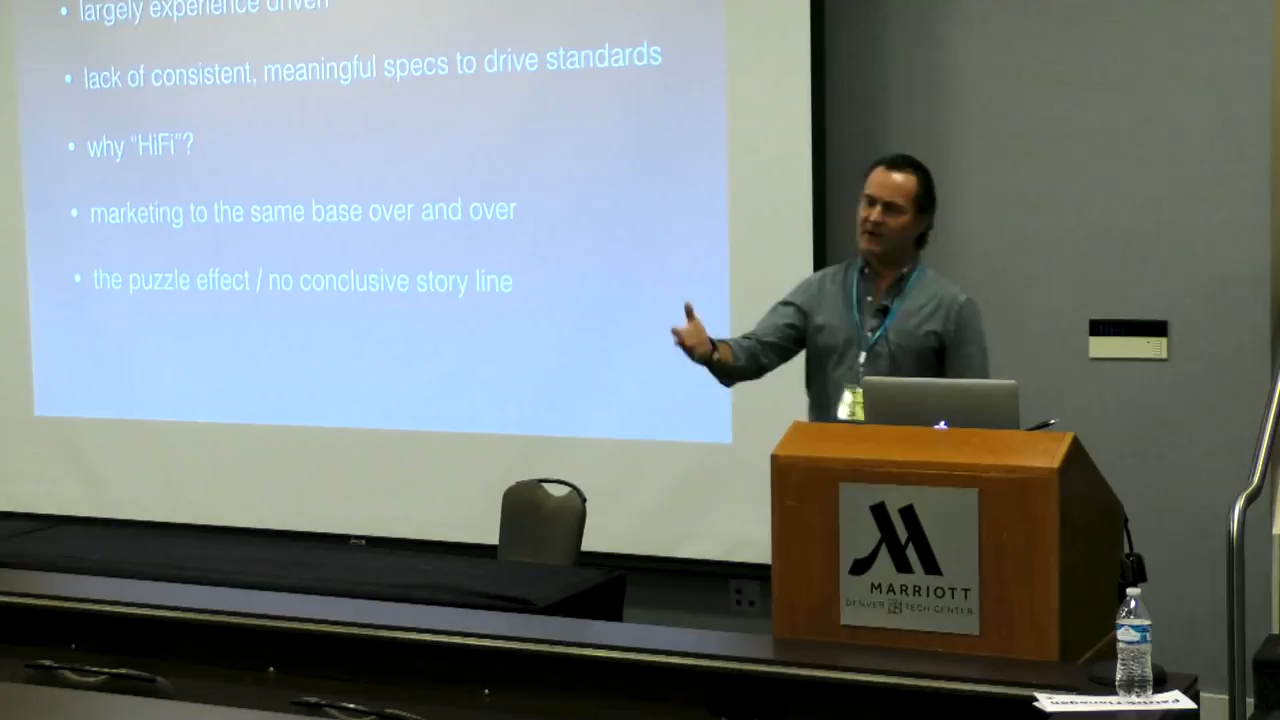 • largely experience driven
• lack of consistent, meaningful specs to drive standards
• why “HiFi”?
• marketing to the same base over and over
• the puzzle effect / no conclusive story line
MARRIOTT
DENVER TECH CENTER